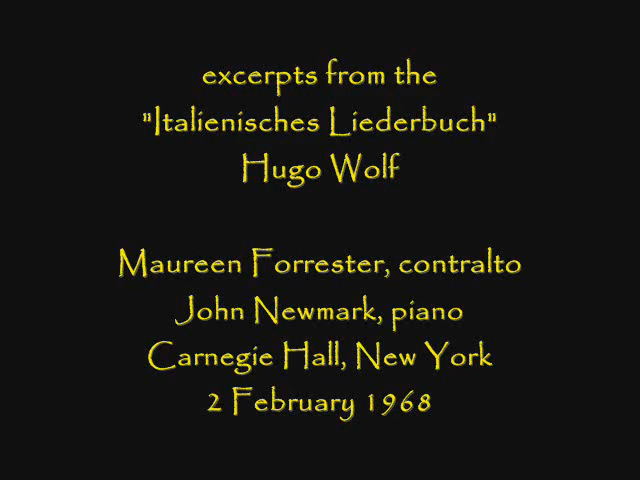 excerpts from the
"Italienisches Liederbuch"
Hugo Wolf
Maureen Forrester, contralto
John Newmark, piano
Carnegie Hall, New York
2 February 1968